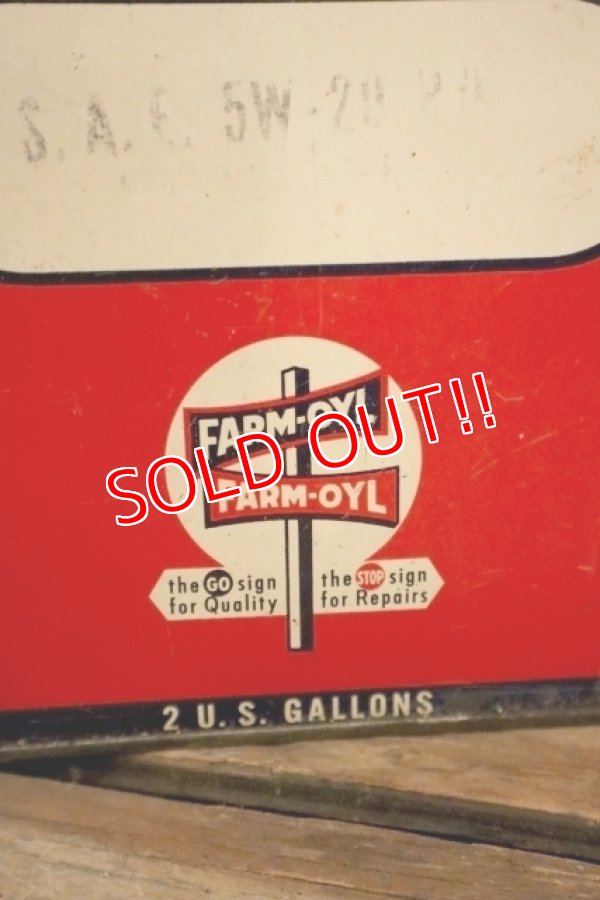 S. A. E. 5W-20
FARM-OYL
SOLD OUT!!
FARM-OYL
the GO sign
for Quality
the STOP sign
for Repairs
2 U. S. GALLONS